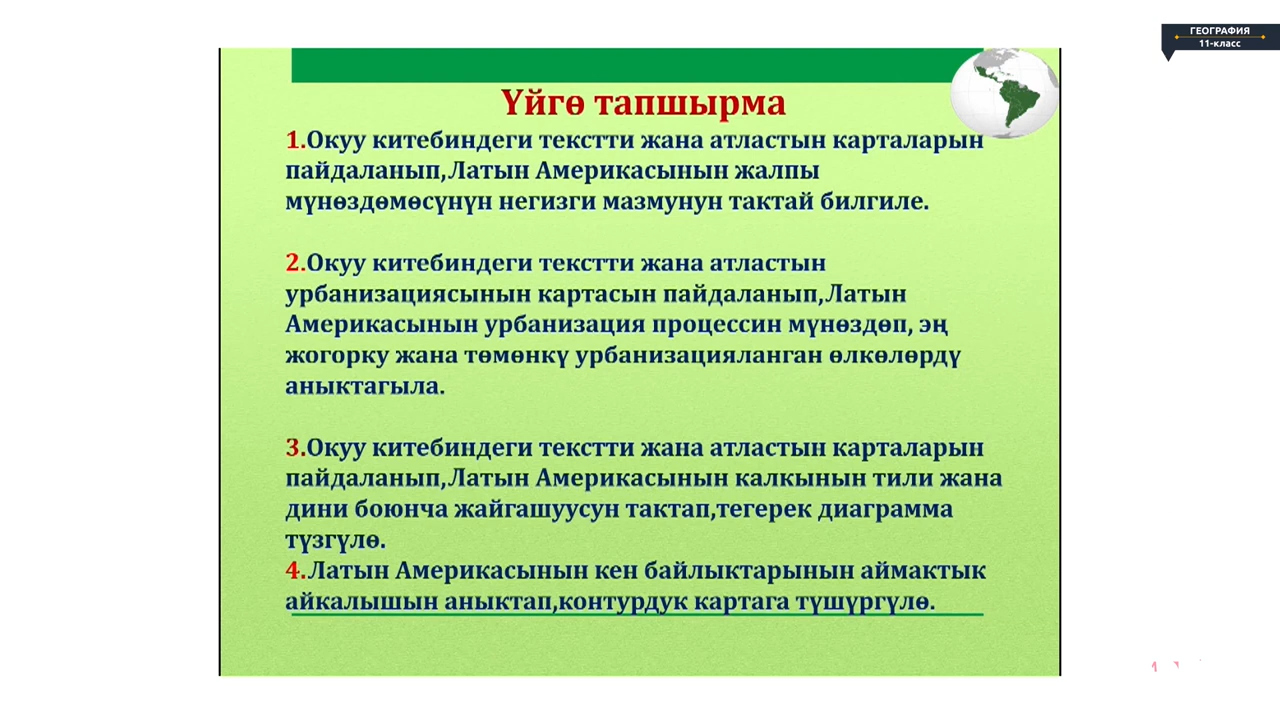 ГЕОГРАФИЯ
11-класс
Үйгө тапшырма
1.Окуу китебиндеги текстти жана атластын карталарын
пайдаланып,Латын Америкасынын жалпы
мүнөздөмөсүнүн негизги мазмунун тактай билгиле.
2.Окуу китебиндеги текстти жана атластын
урбанизациясынын картасын пайдаланып,Латын
Америкасынын урбанизация процессин мүнөздөп, эң
жогорку жана төмөнкү урбанизацияланган өлкөлөрдү
аныктагыла.
3.Окуу китебиндеги текстти жана атластын карталарын
пайдаланып,Латын Америкасынын калкынын тили жана
дини боюнча жайгашуусун тактап,тегерек диаграмма
түзгүлө.
4.Латын Америкасынын кен байлыктарынын аймактык
айкалышын аныктап,контурдук картага түшүргүлө.